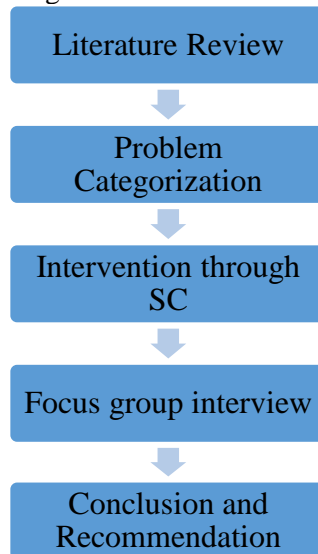 Literature Review
Problem
Categorization
Intervention through
SC
Focus group interview
Conclusion and
Recommendation